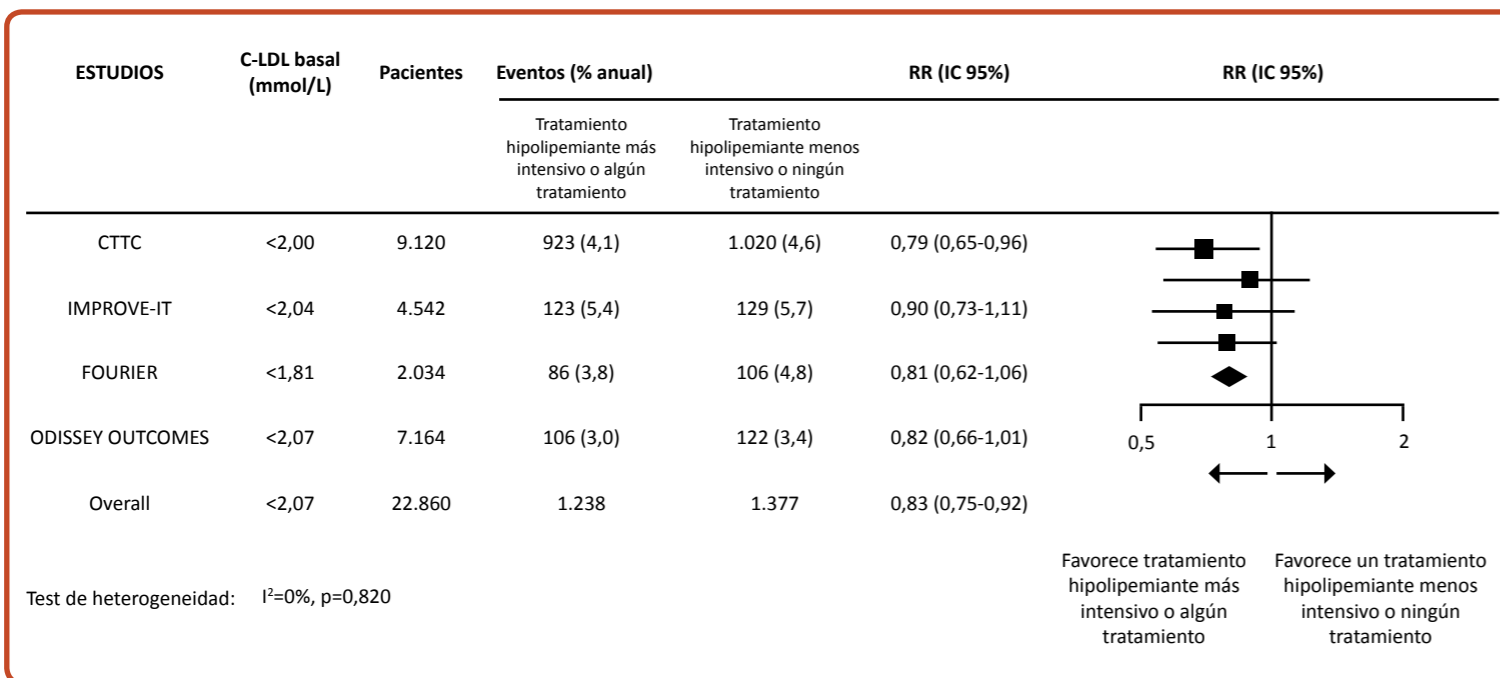 ESTUDIOS
C-LDL basal
(mmol/L)
Pacientes
Eventos (% anual)
RR (IC 95%)
RR (IC 95%)
Tratamiento
hipolipemiante más
intensivo o algún
tratamiento
Tratamiento
hipolipemiante menos
intensivo o ningún
tratamiento
CTTC <2,00 9.120 923 (4,1) 1.020 (4,6) 0,79 (0,65-0,96)
IMPROVE-IT <2,04 4.542 123 (5,4) 129 (5,7) 0,90 (0,73-1,11)
FOURIER <1,81 2.034 86 (3,8) 106 (4,8) 0,81 (0,62-1,06)
ODISSEY OUTCOMES <2,07 7.164 106 (3,0) 122 (3,4) 0,82 (0,66-1,01)
Overall <2,07 22.860 1.238 1.377 0,83 (0,75-0,92)
0,5 1 2
Favorece tratamiento
hipolipemiante más
intensivo o algún
tratamiento
Favorece un tratamiento
hipolipemiante menos
intensivo o ningún
tratamiento
Test de heterogeneidad: I²=0%, p=0,820